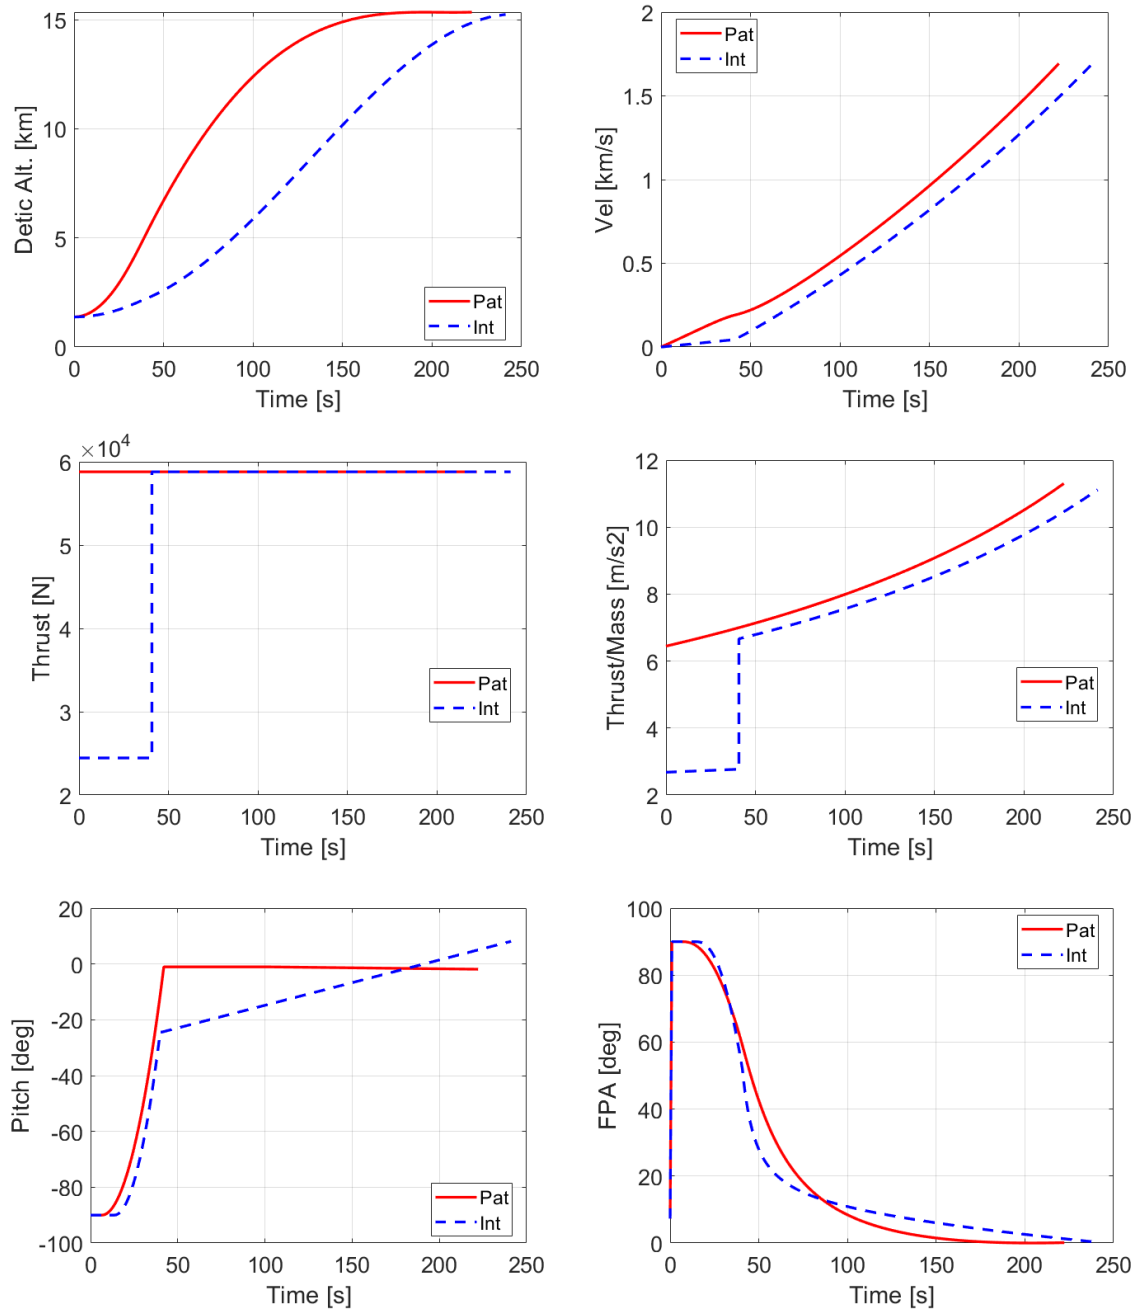 15
10
5
0
Detic Alt. [km]
Pat
Int
0 50 100 150 200 250
Time [s]
2
1.5
1
0.5
0
Vel [km/s]
Pat
Int
0 50 100 150 200 250
Time [s]
×10^4
6
5
4
3
2
Thrust [N]
Pat
Int
0 50 100 150 200 250
Time [s]
12
10
8
6
4
2
Thrust/Mass [m/s2]
Pat
Int
0 50 100 150 200 250
Time [s]
20
0
-20
-40
-60
-80
-100
Pitch [deg]
Pat
Int
0 50 100 150 200 250
Time [s]
100
80
60
40
20
0
FPA [deg]
Pat
Int
0 50 100 150 200 250
Time [s]